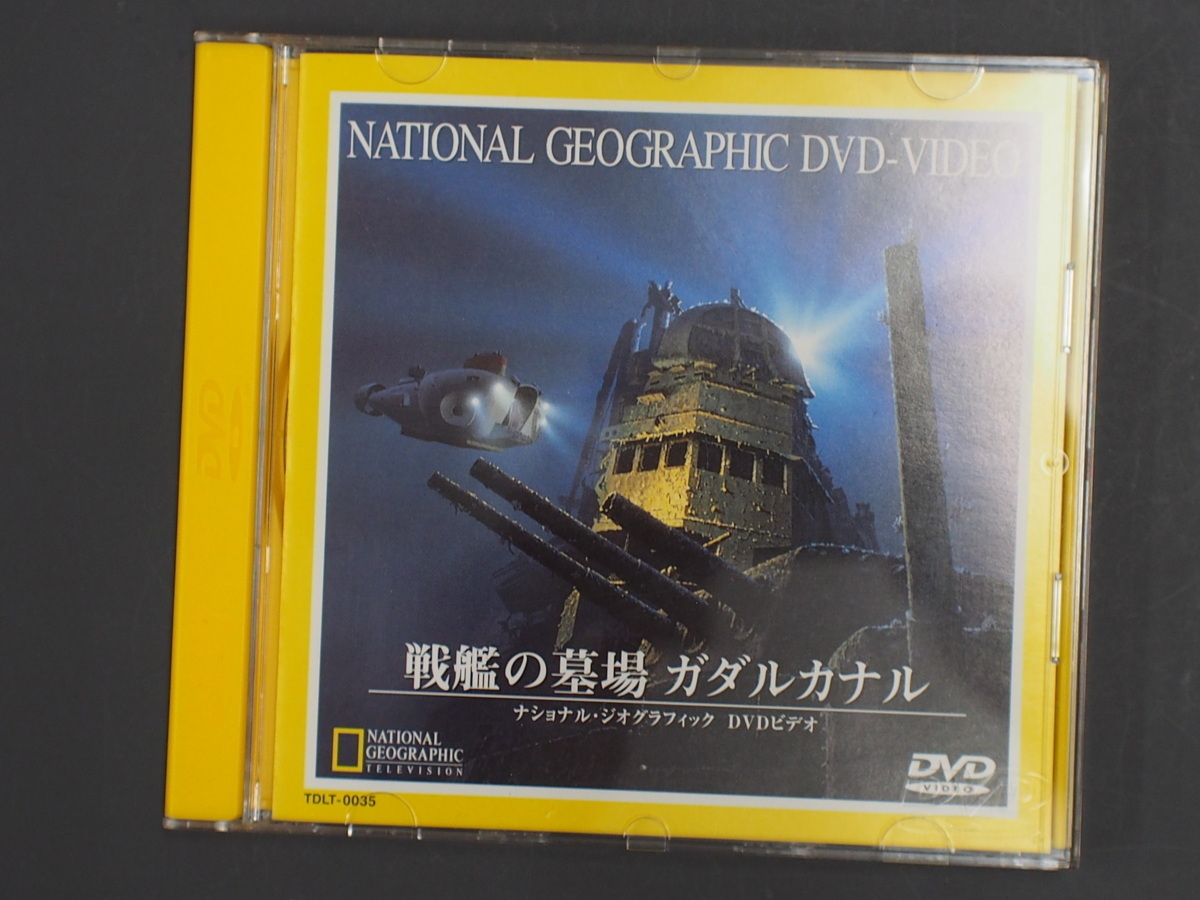 NATIONAL GEOGRAPHIC DVD-VIDEO
戦艦の墓場 ガダルカナル
ナショナル・ジオグラフィック DVDビデオ
NATIONAL
GEOGRAPHIC
TELEVISION
DVD
VIDEO
TDLT-0035
DVD